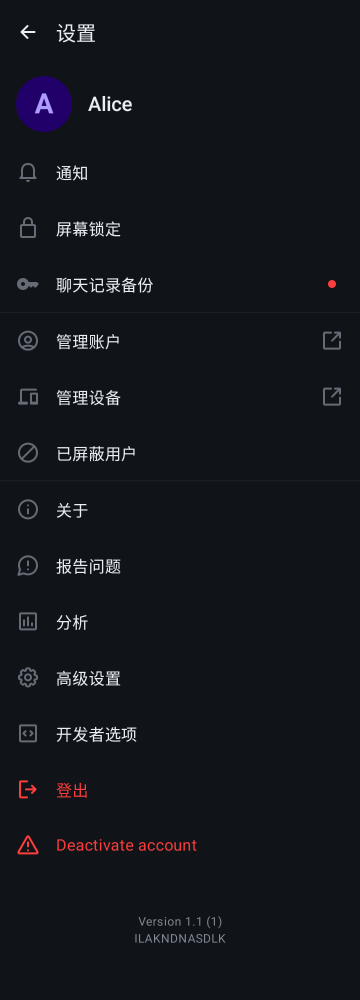 设置
A
Alice
通知
屏幕锁定
聊天记录备份
管理账户
管理设备
已屏蔽用户
关于
报告问题
分析
高级设置
开发者选项
登出
Deactivate account
Version 1.1 (1)
ILAKNDNASDLK